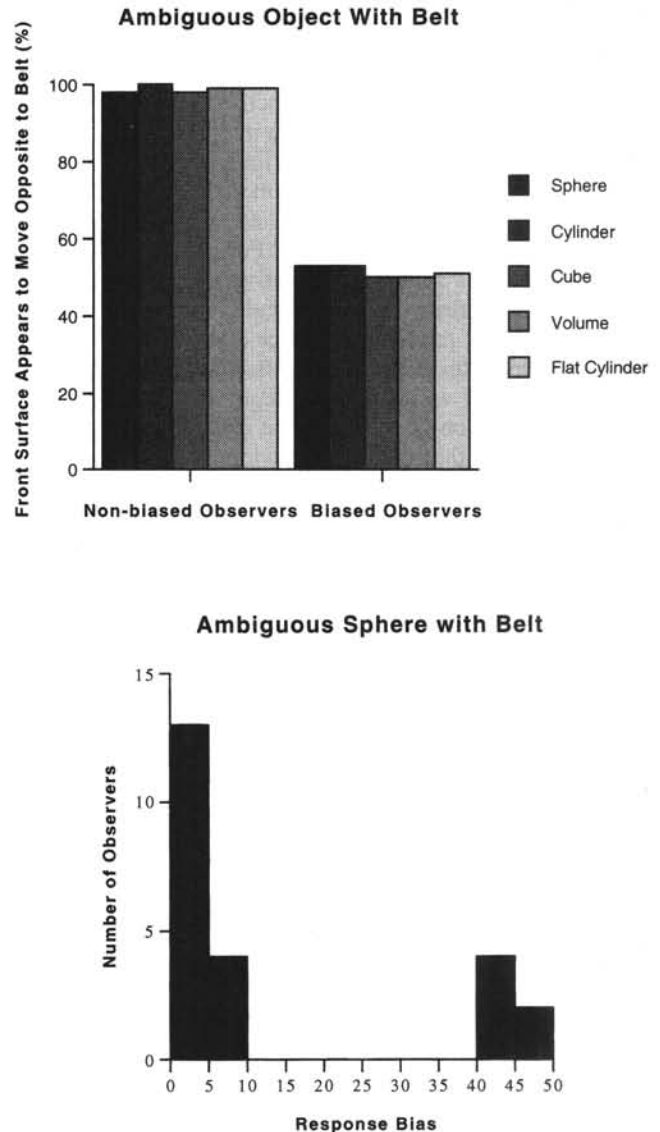 Ambiguous Object With Belt
Front Surface Appears to Move Opposite to Belt (%)
100
80
60
40
20
0
Non-biased Observers Biased Observers
Sphere
Cylinder
Cube
Volume
Flat Cylinder
Ambiguous Sphere with Belt
Number of Observers
15
10
5
0
0 5 10 15 20 25 30 35 40 45 50
Response Bias